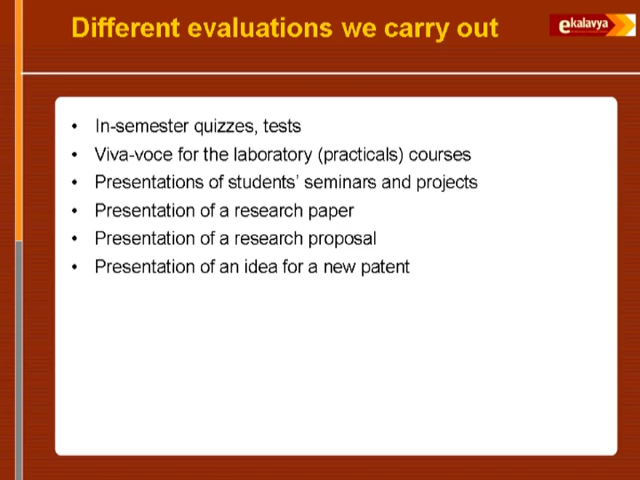 Different evaluations we carry out
ekalavya
• In-semester quizzes, tests
• Viva-voce for the laboratory (practicals) courses
• Presentations of students' seminars and projects
• Presentation of a research paper
• Presentation of a research proposal
• Presentation of an idea for a new patent